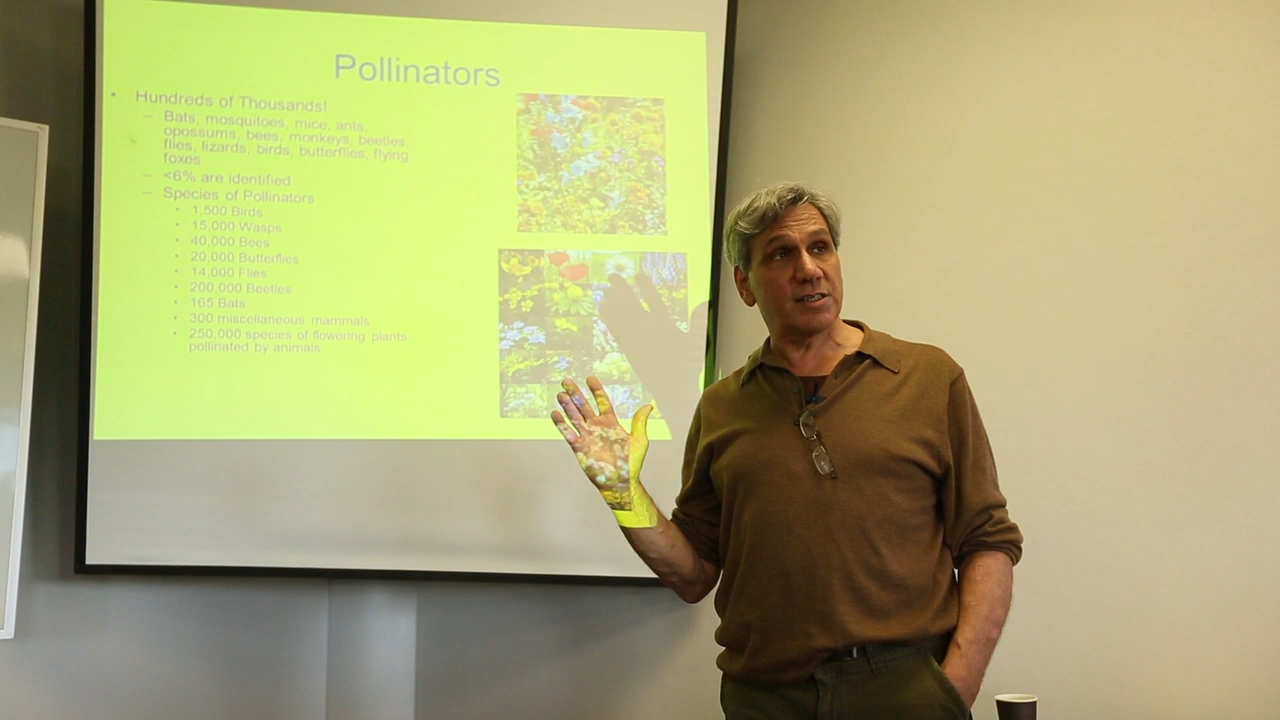 Pollinators
• Hundreds of Thousands!
– Bats, mosquitoes, mice, ants,
opossums, bees, monkeys, beetles,
flies, lizards, birds, butterflies, flying
foxes
– <6% are identified
– Species of Pollinators
• 1,500 Birds
• 15,000 Wasps
• 40,000 Bees
• 20,000 Butterflies
• 14,000 Flies
• 200,000 Beetles
• 165 Bats
• 300 miscellaneous mammals
• 250,000 species of flowering plants
pollinated by animals